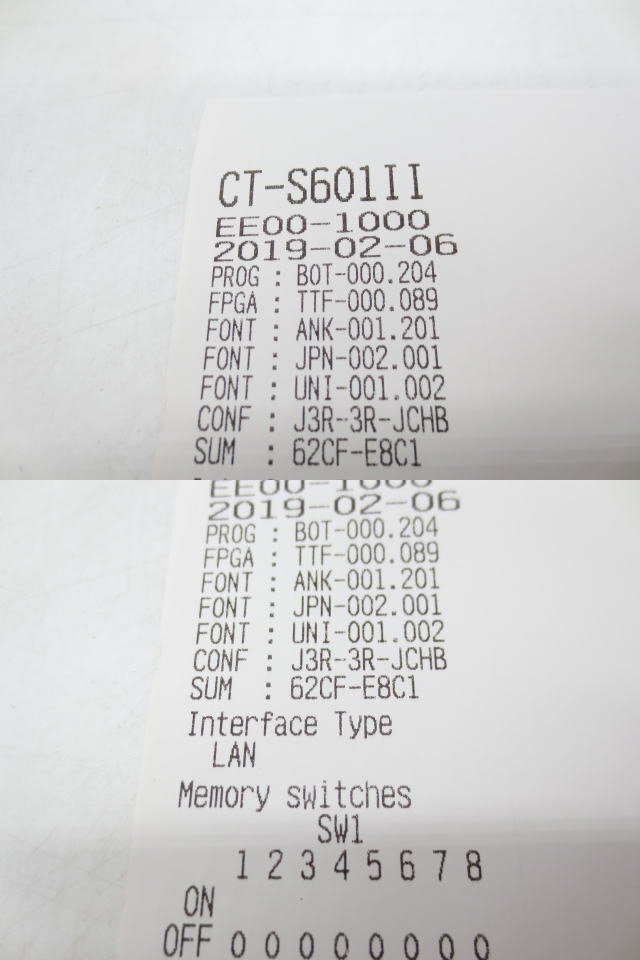 CT-S601II
EE00-1000
2019-02-06
PROG : BOT-000.204
FPGA : TTF-000.089
FONT : ANK-001.201
FONT : JPN-002.001
FONT : UNI-001.002
CONF : J3R-3R-JCHB
SUM : 62CF-E8C1
EE00-1000
2019-02-06
PROG : BOT-000.204
FPGA : TTF-000.089
FONT : ANK-001.201
FONT : JPN-002.001
FONT : UNI-001.002
CONF : J3R-3R-JCHB
SUM : 62CF-E8C1
Interface Type
LAN
Memory switches
SW1
1 2 3 4 5 6 7 8
ON
OFF 0 0 0 0 0 0 0 0